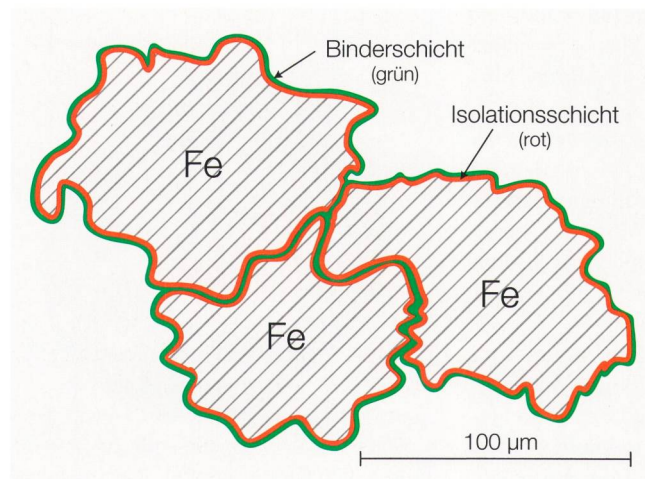 Binderschicht
(grün)
Isolationsschicht
(rot)
Fe
Fe
Fe
100 µm